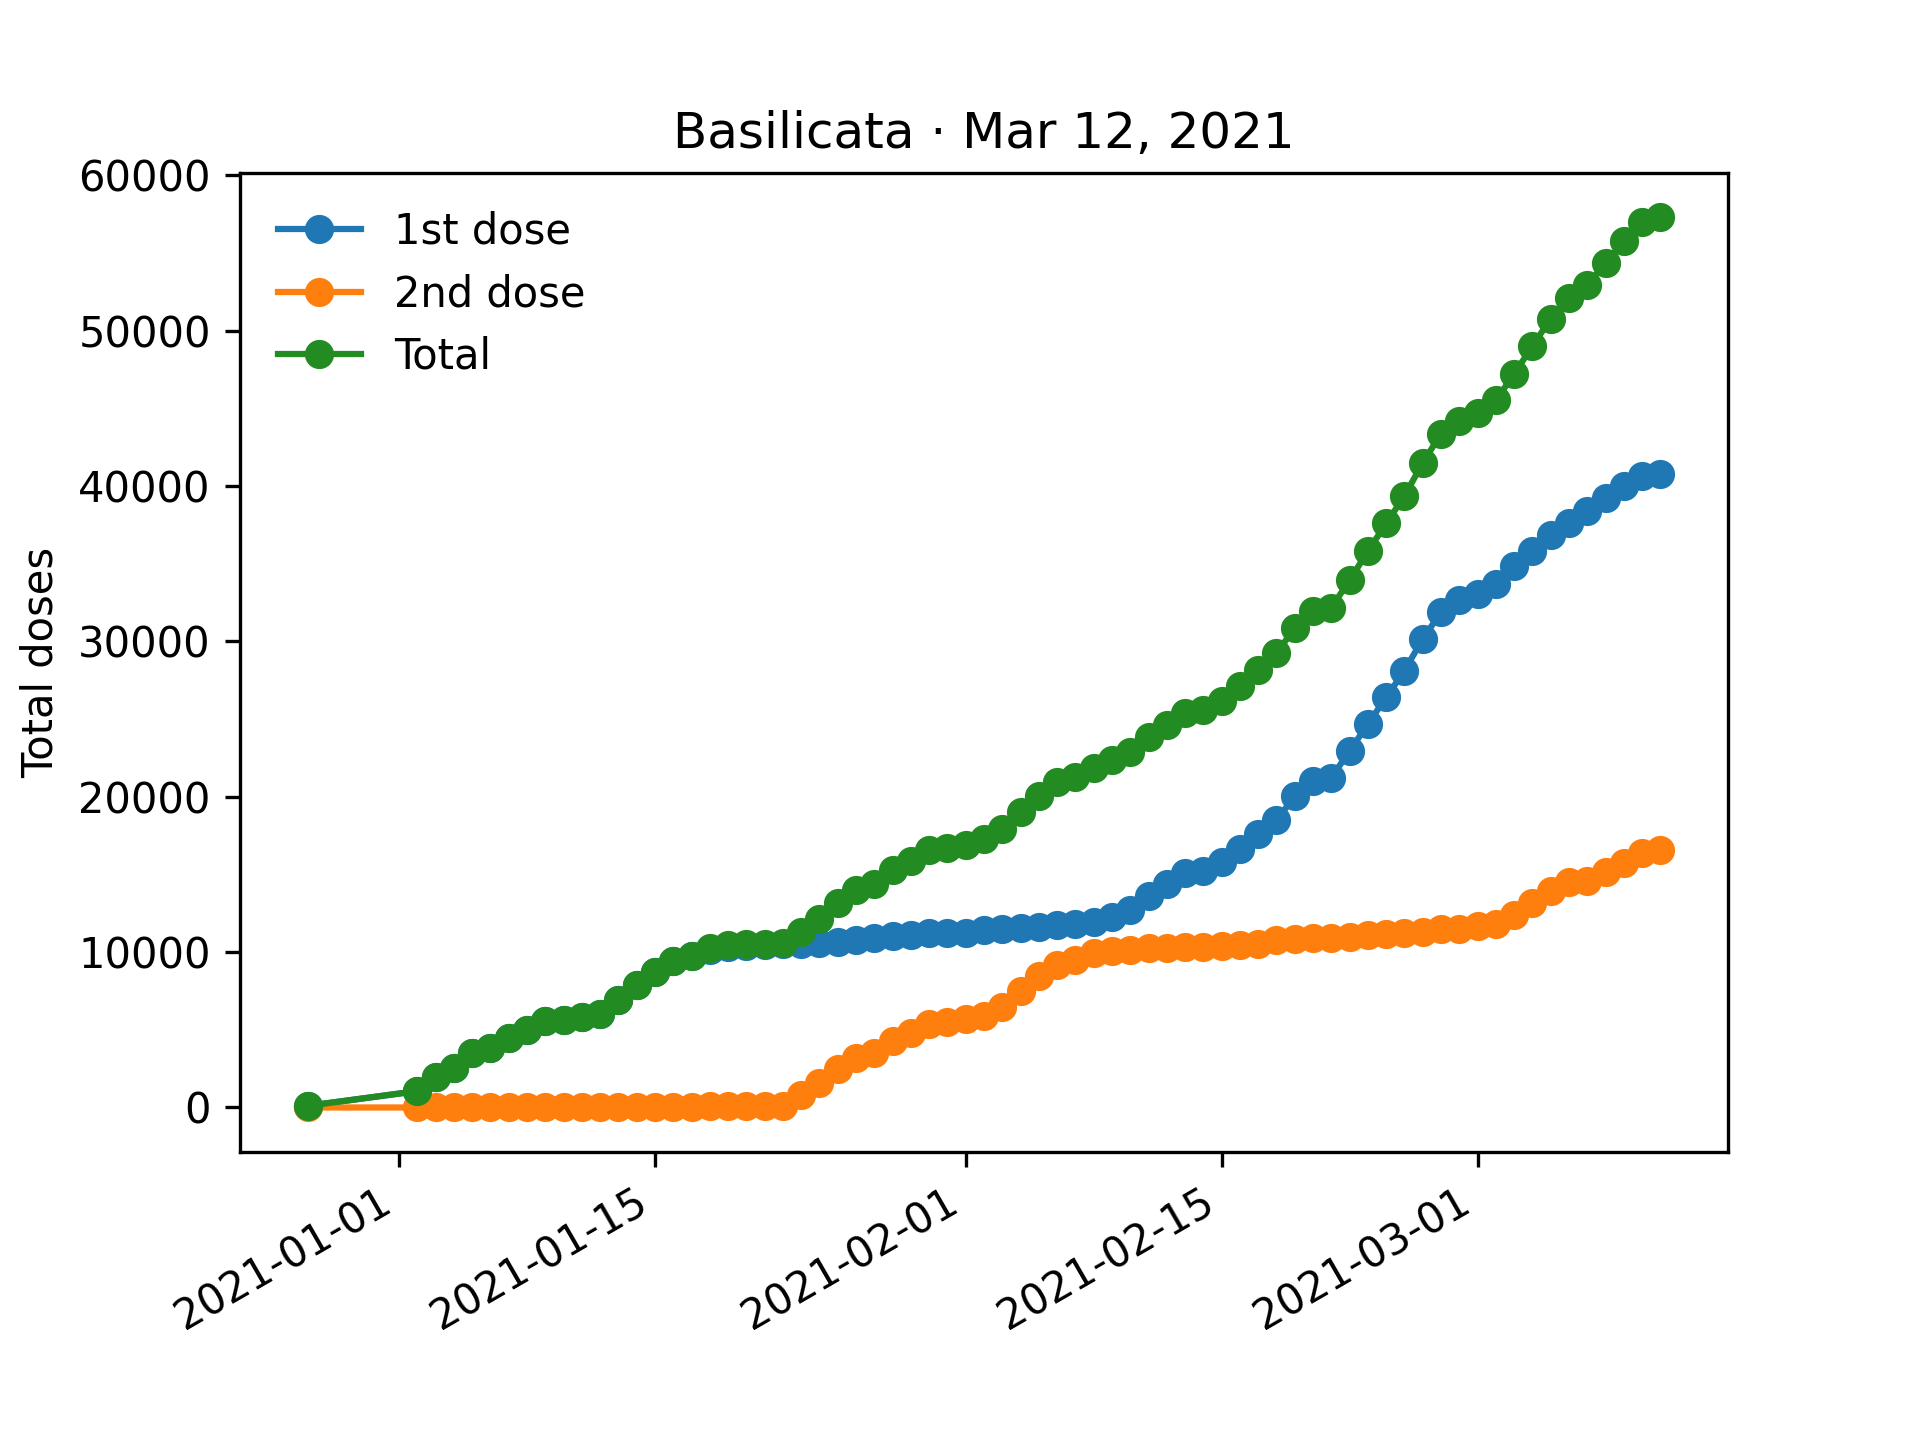 Basilicata · Mar 12, 2021
60000
50000
40000
30000
20000
10000
0
Total doses
1st dose
2nd dose
Total
2021-01-01
2021-01-15
2021-02-01
2021-02-15
2021-03-01